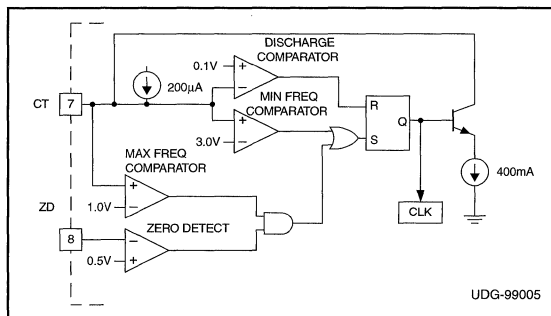 DISCHARGE
COMPARATOR
0.1V
+
−
200µA
CT
7
MIN FREQ
COMPARATOR
+
3.0V
−
R
Q
S
MAX FREQ
COMPARATOR
+
1.0V
−
400mA
CLK
ZD
8
ZERO DETECT
−
0.5V
+
UDG-99005